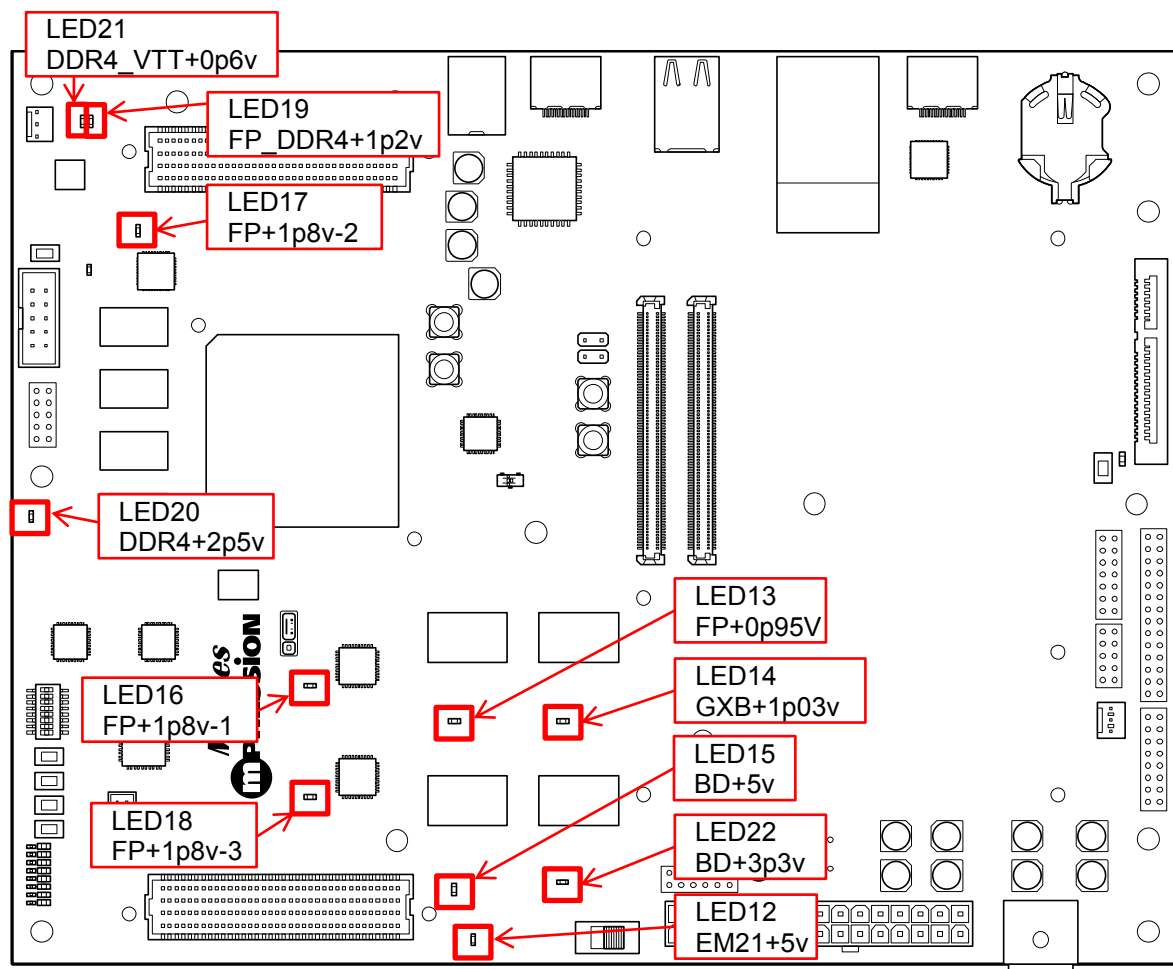 LED21
DDR4_VTT+0p6v
LED19
FP_DDR4+1p2v
LED17
FP+1p8v-2
LED20
DDR4+2p5v
LED13
FP+0p95V
LED16
FP+1p8v-1
LED14
GXB+1p03v
LED15
BD+5v
LED18
FP+1p8v-3
LED22
BD+3p3v
LED12
EM21+5v